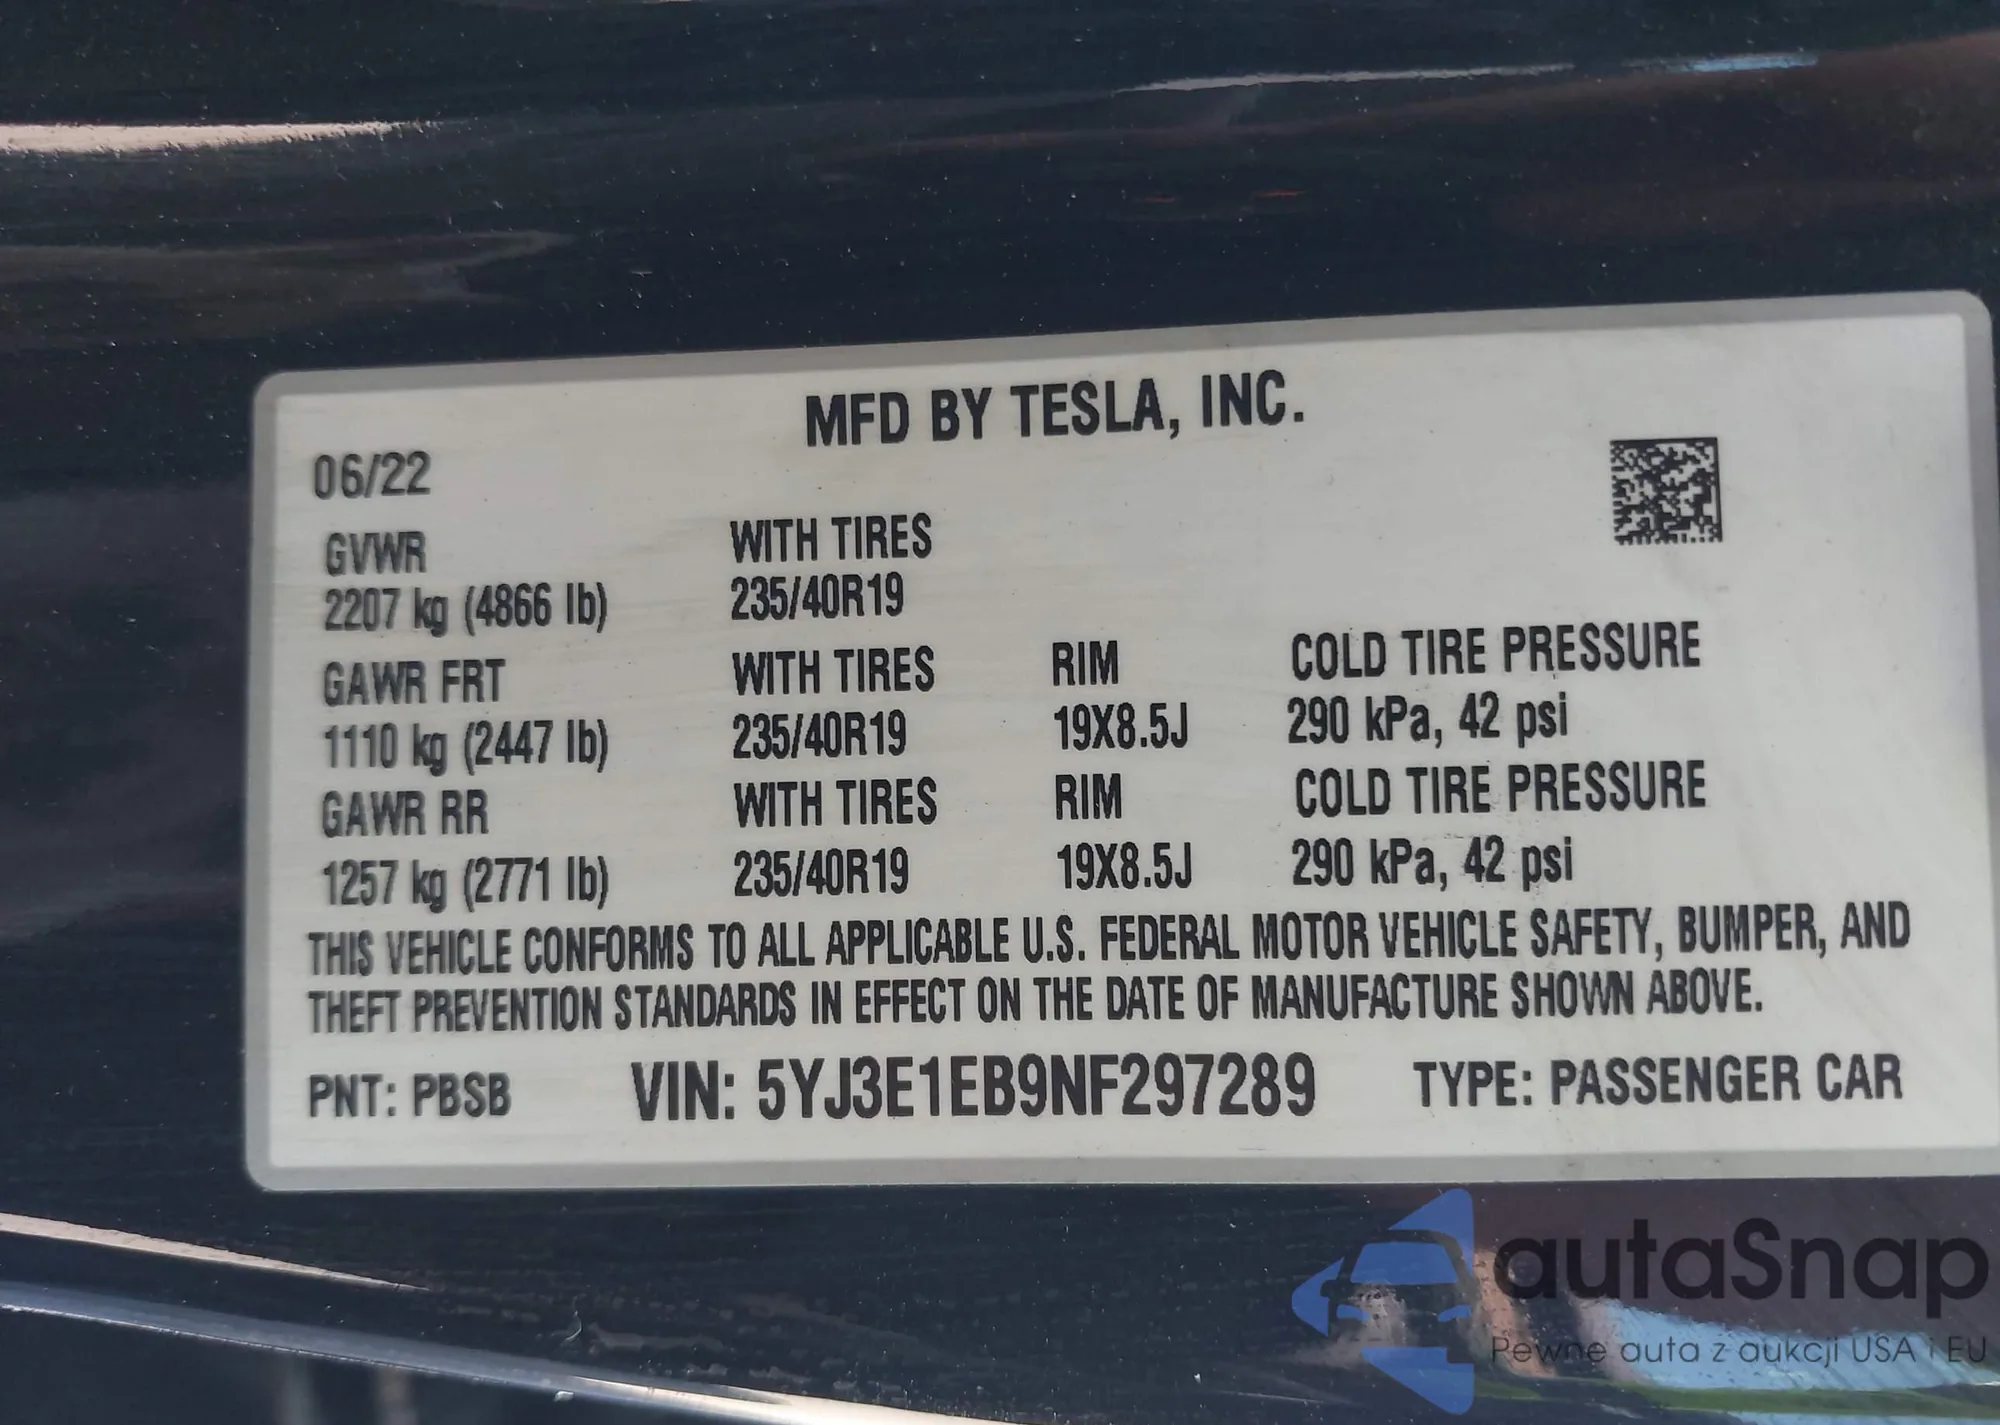 MFD BY TESLA, INC.
06/22
GVWR WITH TIRES
2207 kg (4866 lb) 235/40R19
GAWR FRT WITH TIRES RIM COLD TIRE PRESSURE
1110 kg (2447 lb) 235/40R19 19X8.5J 290 kPa, 42 psi
GAWR RR WITH TIRES RIM COLD TIRE PRESSURE
1257 kg (2771 lb) 235/40R19 19X8.5J 290 kPa, 42 psi
THIS VEHICLE CONFORMS TO ALL APPLICABLE U.S. FEDERAL MOTOR VEHICLE SAFETY, BUMPER, AND
THEFT PREVENTION STANDARDS IN EFFECT ON THE DATE OF MANUFACTURE SHOWN ABOVE.
PNT: PBSB VIN: 5YJ3E1EB9NF297289 TYPE: PASSENGER CAR
autaSnap
Pewne auta z aukcji USA i EU